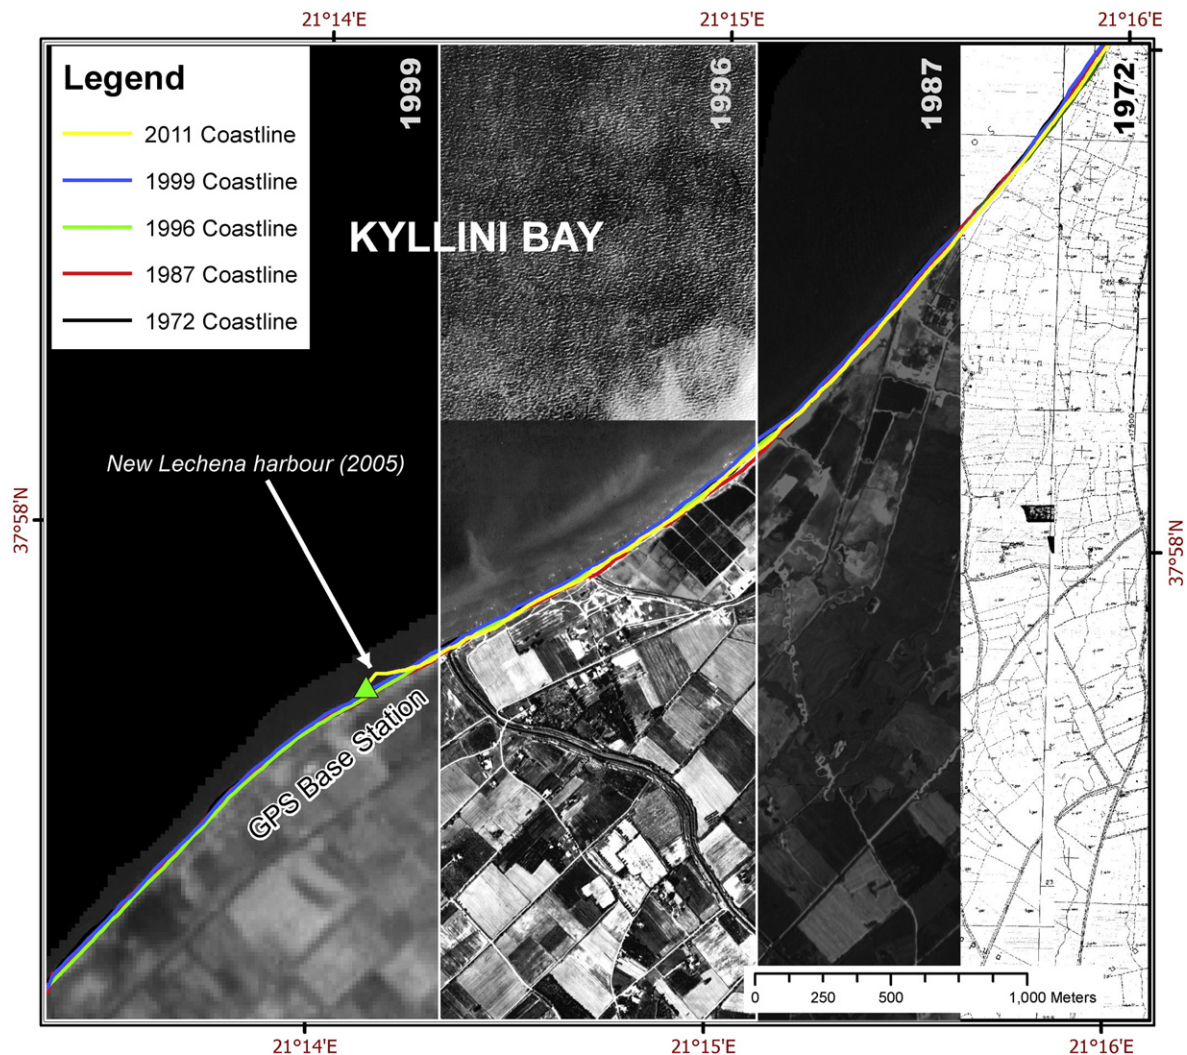 21°14'E
21°15'E
21°16'E
Legend
2011 Coastline
1999 Coastline
1996 Coastline
1987 Coastline
1972 Coastline
1999
1996
1987
1972
KYLLINI BAY
New Lechena harbour (2005)
37°58'N
37°58'N
GPS Base Station
0
250
500
1,000 Meters
21°14'E
21°15'E
21°16'E